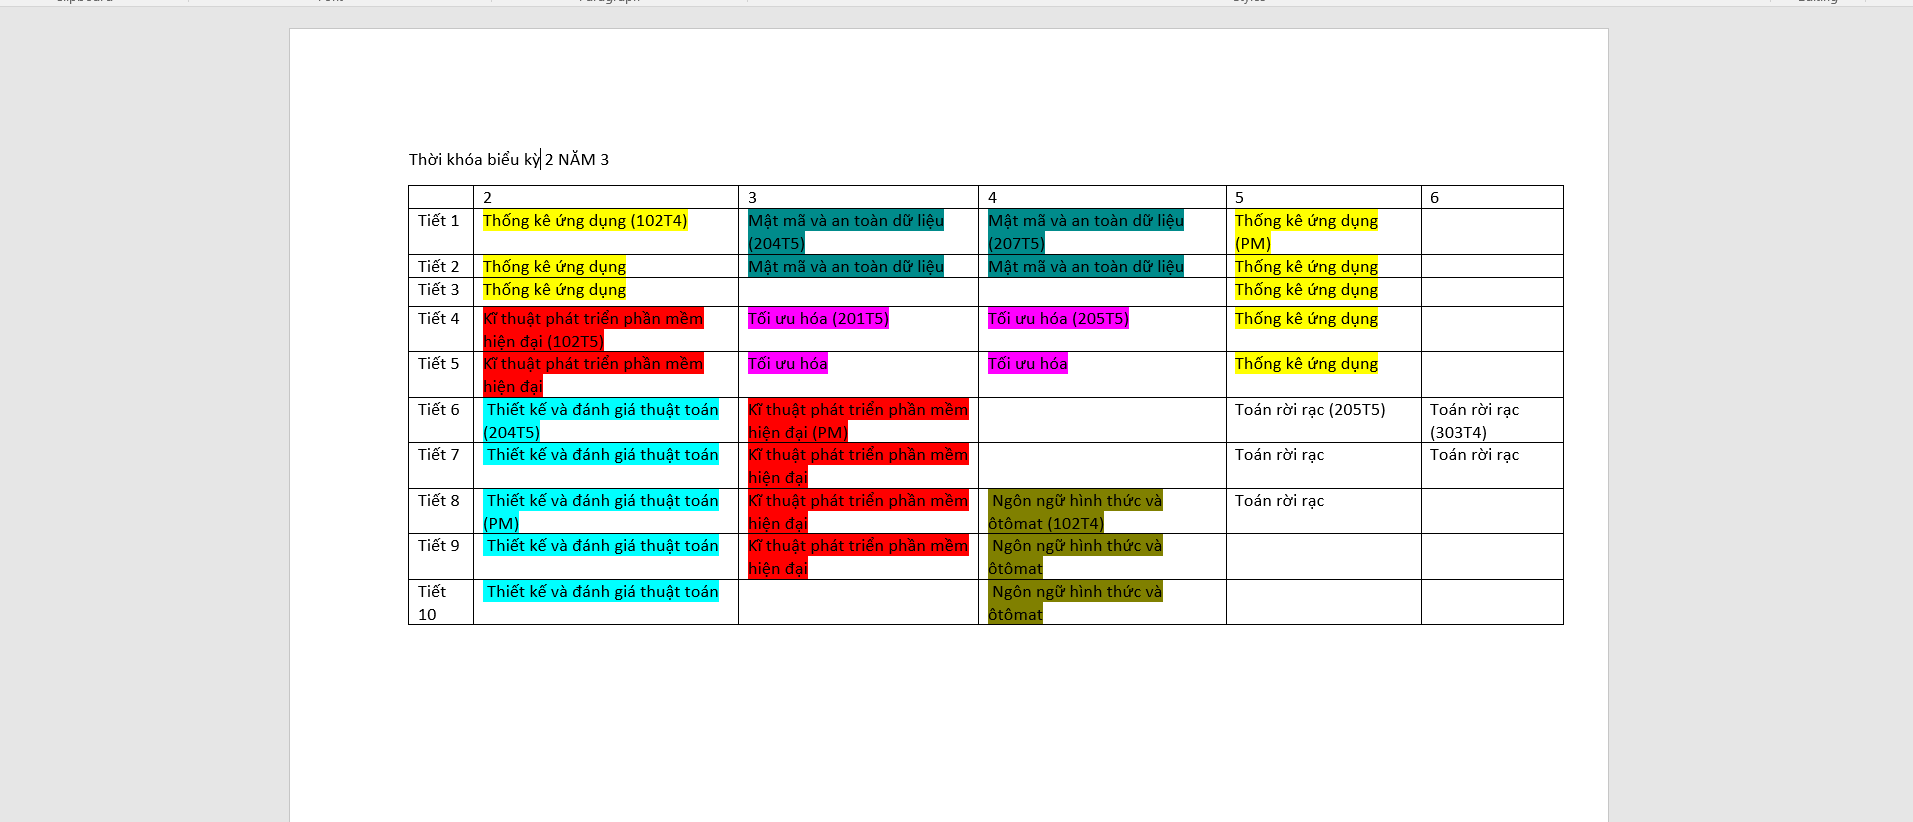 Clipboard Font Paragraph Styles Editing
Thời khóa biểu kỳ 2 NĂM 3
2 3 4 5 6
Tiết 1 Thống kê ứng dụng (102T4) Mật mã và an toàn dữ liệu Mật mã và an toàn dữ liệu Thống kê ứng dụng
(204T5) (207T5) (PM)
Tiết 2 Thống kê ứng dụng Mật mã và an toàn dữ liệu Mật mã và an toàn dữ liệu Thống kê ứng dụng
Tiết 3 Thống kê ứng dụng Thống kê ứng dụng
Tiết 4 Kĩ thuật phát triển phần mềm Tối ưu hóa (201T5) Tối ưu hóa (205T5) Thống kê ứng dụng
hiện đại (102T5)
Tiết 5 Kĩ thuật phát triển phần mềm Tối ưu hóa Tối ưu hóa Thống kê ứng dụng
hiện đại
Tiết 6 Thiết kế và đánh giá thuật toán Kĩ thuật phát triển phần mềm Toán rời rạc (205T5) Toán rời rạc
(204T5) hiện đại (PM) (303T4)
Tiết 7 Thiết kế và đánh giá thuật toán Kĩ thuật phát triển phần mềm Toán rời rạc Toán rời rạc
hiện đại
Tiết 8 Thiết kế và đánh giá thuật toán Kĩ thuật phát triển phần mềm Ngôn ngữ hình thức và Toán rời rạc
(PM) hiện đại ôtômat (102T4)
Tiết 9 Thiết kế và đánh giá thuật toán Kĩ thuật phát triển phần mềm Ngôn ngữ hình thức và
hiện đại ôtômat
Tiết Thiết kế và đánh giá thuật toán Ngôn ngữ hình thức và
10 ôtômat